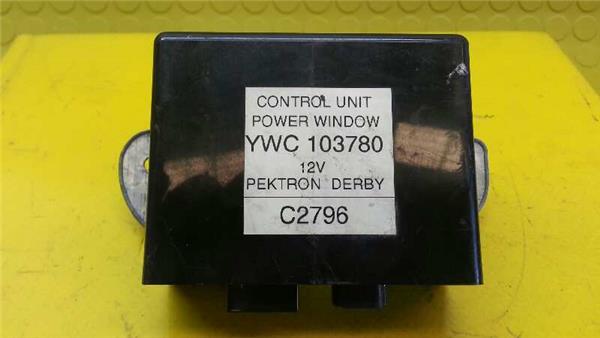 CONTROL UNIT
POWER WINDOW
YWC 103780
12V
PEKTRON DERBY
C2796